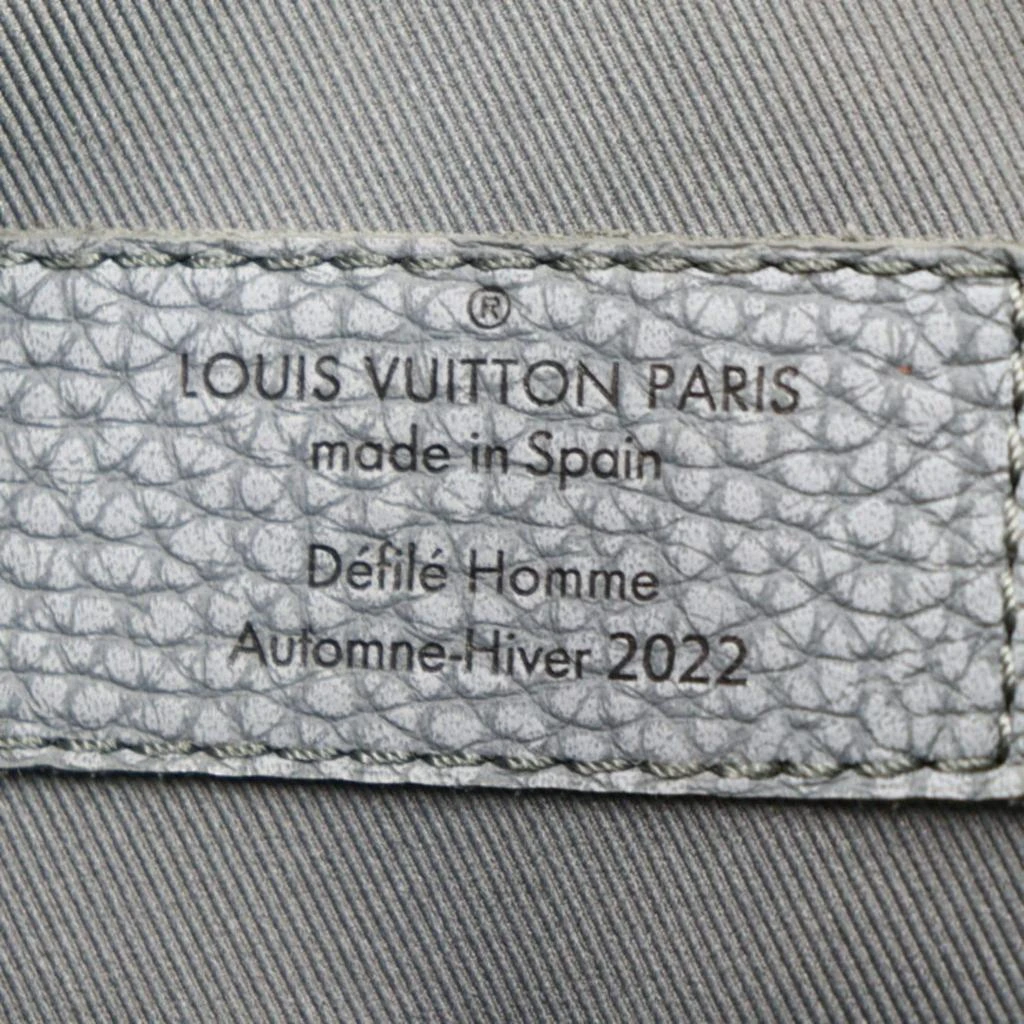 ®
LOUIS VUITTON PARIS
made in Spain
Défilé Homme
Automne-Hiver 2022